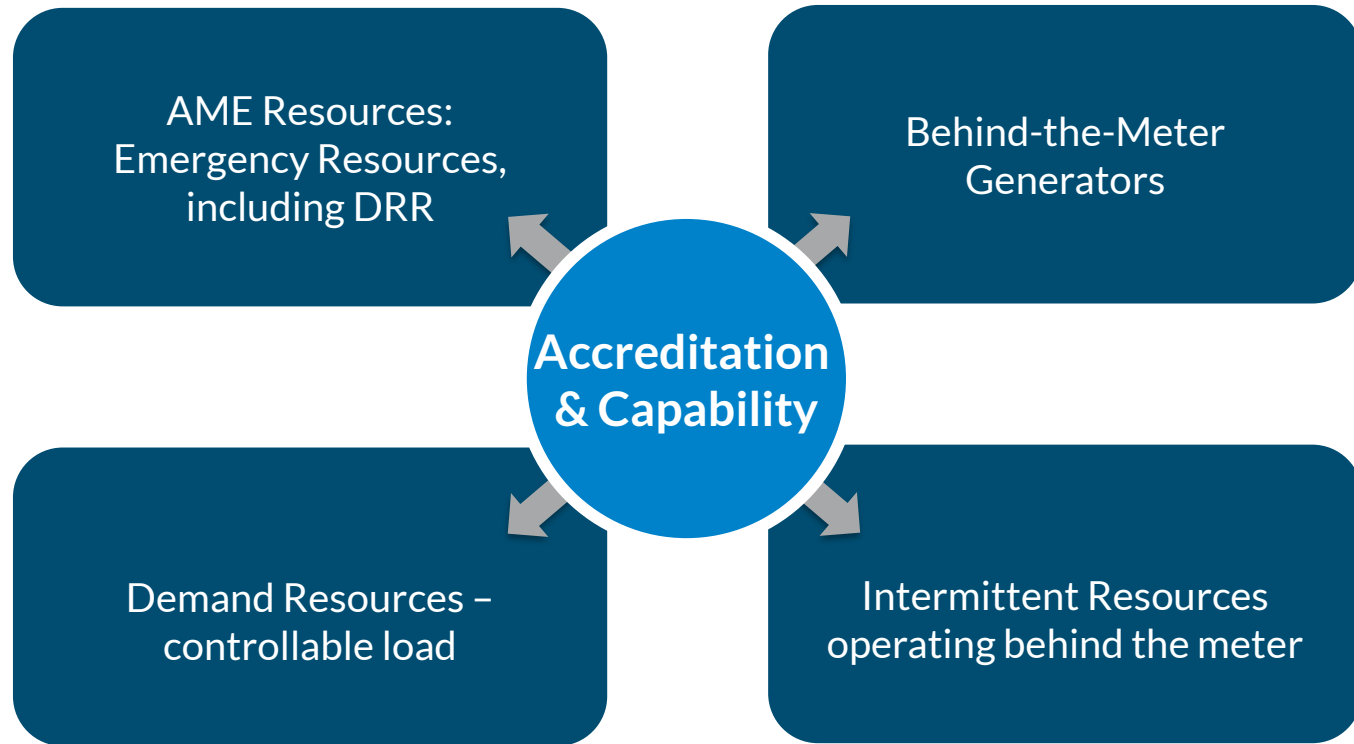 AME Resources:
Emergency Resources,
including DRR
Behind-the-Meter
Generators
Accreditation
& Capability
Demand Resources –
controllable load
Intermittent Resources
operating behind the meter